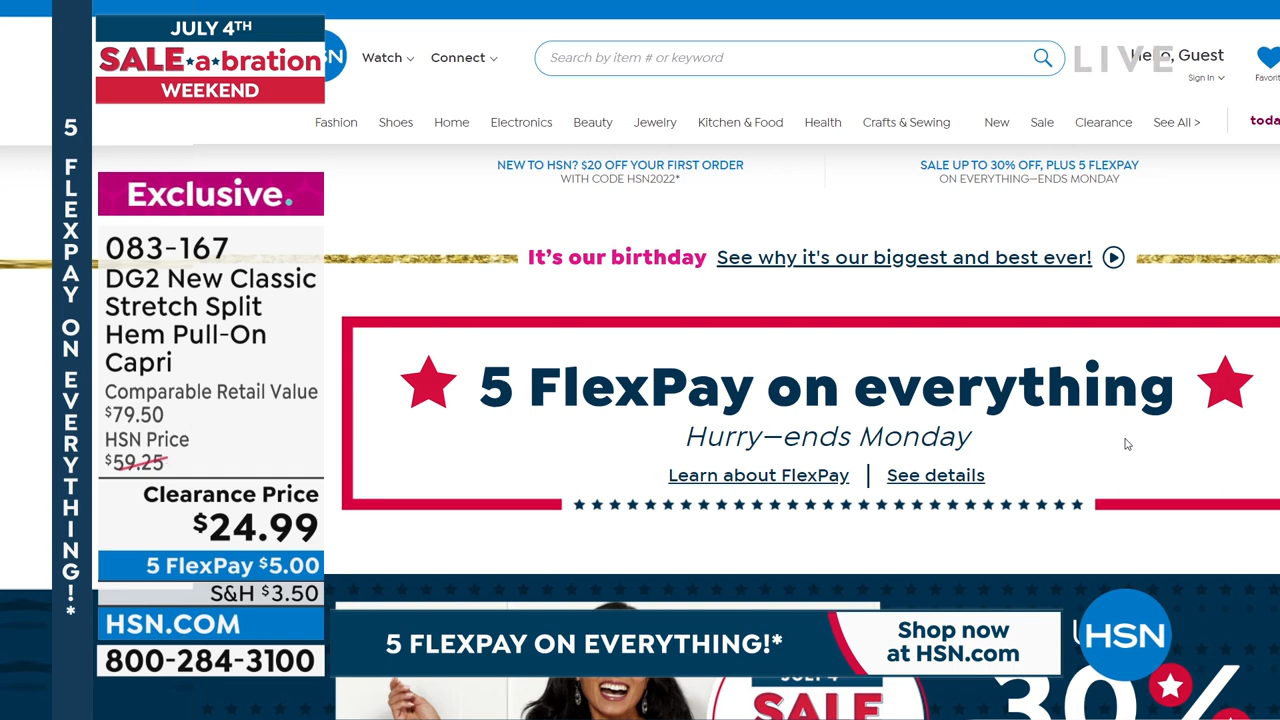 JULY 4TH
SALE★a★bration
WEEKEND
5 FLEXPAY ON EVERYTHING!*
Watch
Connect
Search by item # or keyword
LIVE
Hello, Guest
Sign In
Fashion
Shoes
Home
Electronics
Beauty
Jewelry
Kitchen & Food
Health
Crafts & Sewing
New
Sale
Clearance
See All >
NEW TO HSN? $20 OFF YOUR FIRST ORDER
WITH CODE HSN2022*
SALE UP TO 30% OFF, PLUS 5 FLEXPAY
ON EVERYTHING—ENDS MONDAY
Exclusive.
083-167
DG2 New Classic
Stretch Split
Hem Pull-On
Capri
Comparable Retail Value
$79.50
HSN Price
$59.25
Clearance Price
$24.99
5 FlexPay $5.00
S&H $3.50
HSN.COM
800-284-3100
It's our birthday See why it's our biggest and best ever!
5 FlexPay on everything
Hurry—ends Monday
Learn about FlexPay | See details
5 FLEXPAY ON EVERYTHING!*
Shop now
at HSN.com
HSN
JULY 4
SALE
30%